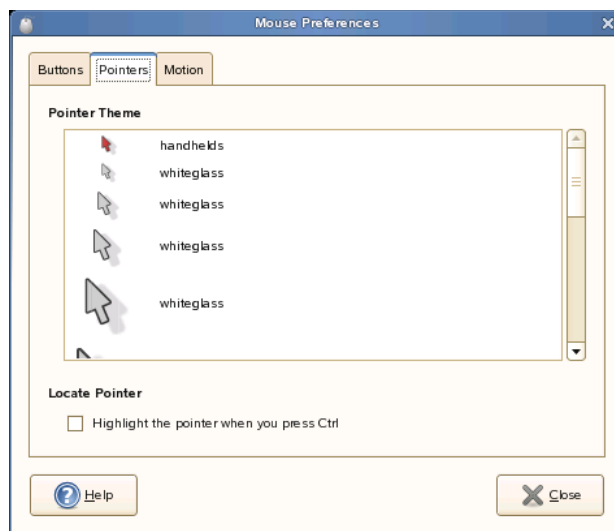 Mouse Preferences
Buttons Pointers Motion
Pointer Theme
handhelds
whiteglass
whiteglass
whiteglass
whiteglass
Locate Pointer
Highlight the pointer when you press Ctrl
Help Close